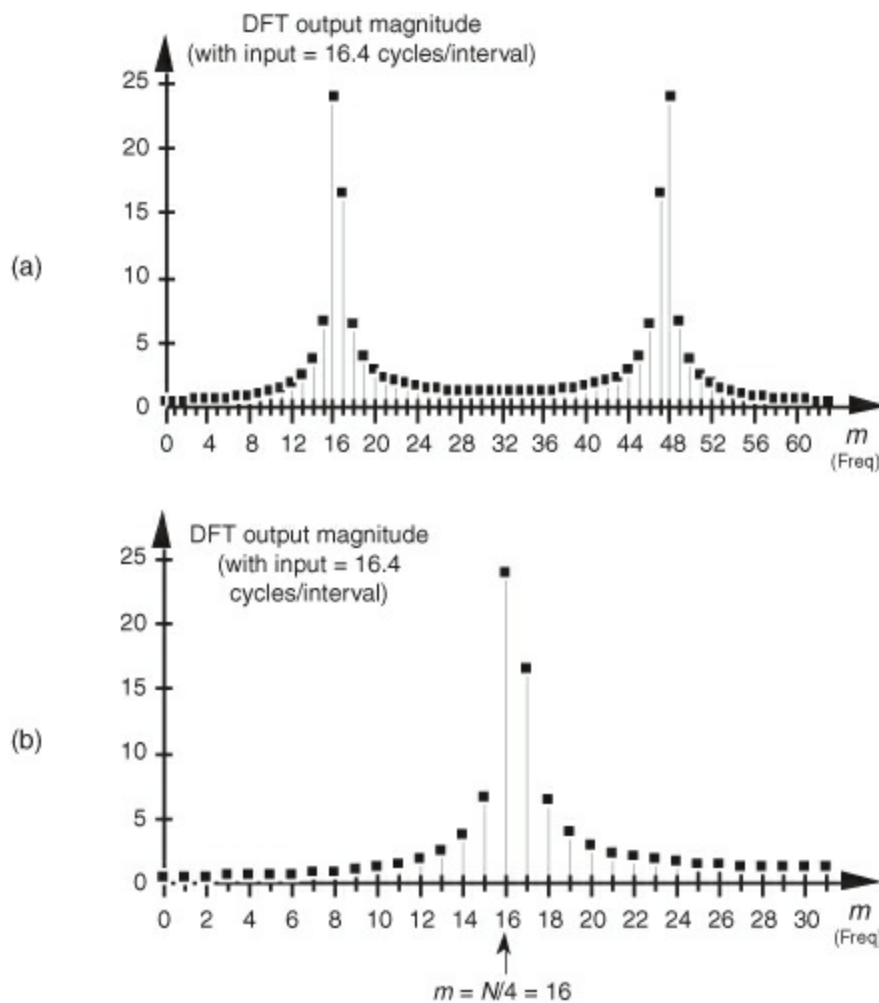 DFT output magnitude
(with input = 16.4 cycles/interval)
(a)
25
20
15
10
5
0
0 4 8 12 16 20 24 28 32 36 40 44 48 52 56 60 m
(Freq)
DFT output magnitude
(with input = 16.4
cycles/interval)
(b)
25
20
15
10
5
0
0 2 4 6 8 10 12 14 16 18 20 22 24 26 28 30 m
(Freq)
m = N/4 = 16